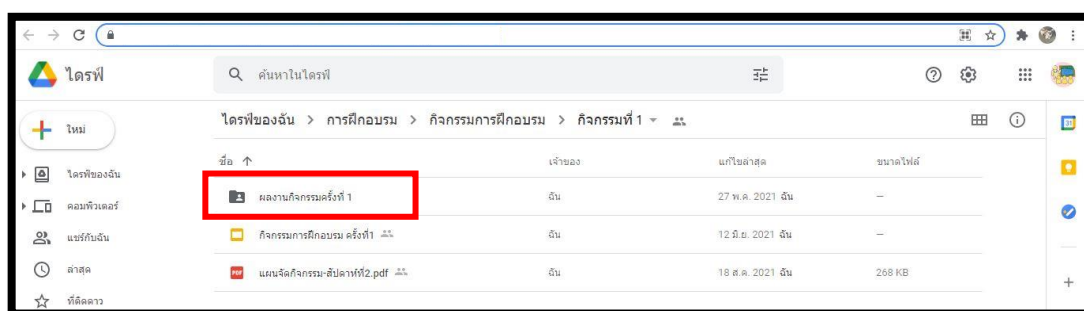 ไดรฟ์
ค้นหาในไดรฟ์
ใหม่
ไดรฟ์ของฉัน > การฝึกอบรม > กิจกรรมการฝึกอบรม > กิจกรรมที่ 1
ชื่อ เจ้าของ แก้ไขล่าสุด ขนาดไฟล์
ไดรฟ์ของฉัน
ผลงานกิจกรรมครั้งที่ 1 ฉัน 27 พ.ค. 2021 ฉัน –
คอมพิวเตอร์
แชร์กับฉัน
กิจกรรมการฝึกอบรม ครั้งที่1 ฉัน 12 มิ.ย. 2021 ฉัน –
ล่าสุด
PDF แผนจัดกิจกรรม-สัปดาห์ที่2.pdf ฉัน 18 ส.ค. 2021 ฉัน 268 KB
ที่ติดดาว
31